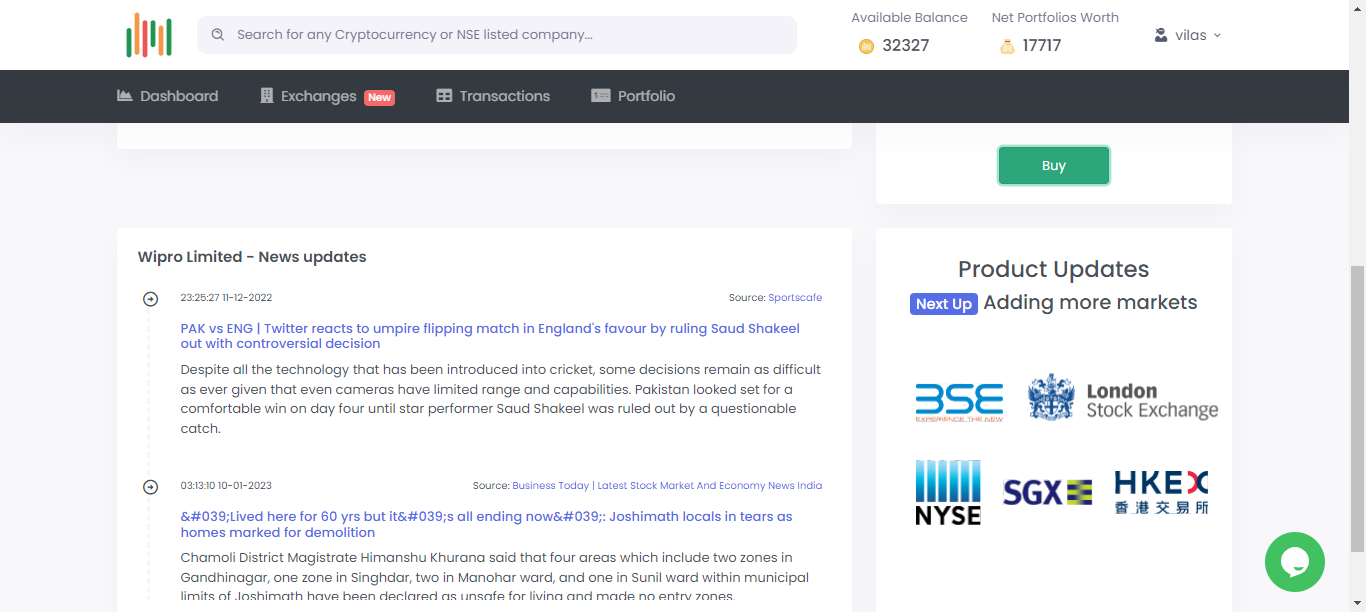 Search for any Cryptocurrency or NSE listed company...
Available Balance
32327
Net Portfolios Worth
17717
vilas
Dashboard
Exchanges New
Transactions
Portfolio
Buy
Wipro Limited - News updates
23:25:27 11-12-2022
Source: Sportscafe
PAK vs ENG | Twitter reacts to umpire flipping match in England's favour by ruling Saud Shakeel
out with controversial decision
Despite all the technology that has been introduced into cricket, some decisions remain as difficult
as ever given that even cameras have limited range and capabilities. Pakistan looked set for a
comfortable win on day four until star performer Saud Shakeel was ruled out by a questionable
catch.
03:13:10 10-01-2023
Source: Business Today | Latest Stock Market And Economy News India
&#039;Lived here for 60 yrs but it&#039;s all ending now&#039;: Joshimath locals in tears as
homes marked for demolition
Chamoli District Magistrate Himanshu Khurana said that four areas which include two zones in
Gandhinagar, one zone in Singhdar, two in Manohar ward, and one in Sunil ward within municipal
limits of Joshimath have been declared as unsafe for living and made no entry zones.
Product Updates
Next Up Adding more markets
BSE
EXPERIENCE THE NEW
London
Stock Exchange
NYSE
SGX
HKEX
香港交易所